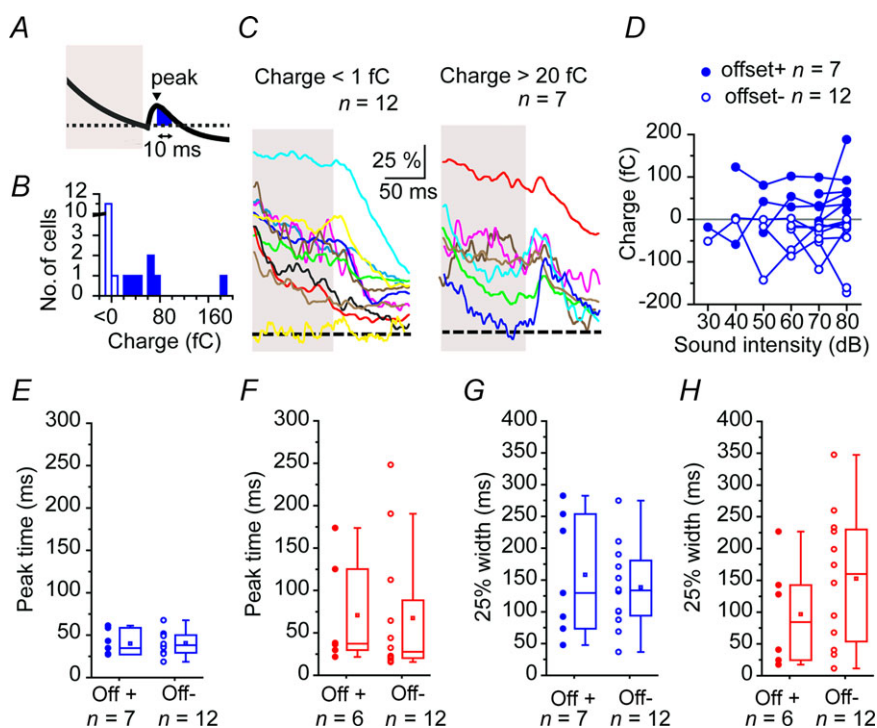 A
peak
10 ms
B
No. of cells
12
10
3
2
1
0
<0
80
160
Charge (fC)
C
Charge < 1 fC
n = 12
Charge > 20 fC
n = 7
25 %
50 ms
D
offset+ n = 7
offset- n = 12
Charge (fC)
200
100
0
-100
-200
30 40 50 60 70 80
Sound intensity (dB)
E
Peak time (ms)
300
250
200
150
100
50
0
Off + Off-
n = 7 n = 12
F
Peak time (ms)
300
250
200
150
100
50
0
Off + Off-
n = 6 n = 12
G
25% width (ms)
400
350
300
250
200
150
100
50
0
Off + Off-
n = 7 n = 12
H
25% width (ms)
400
350
300
250
200
150
100
50
0
Off + Off-
n = 6 n = 12